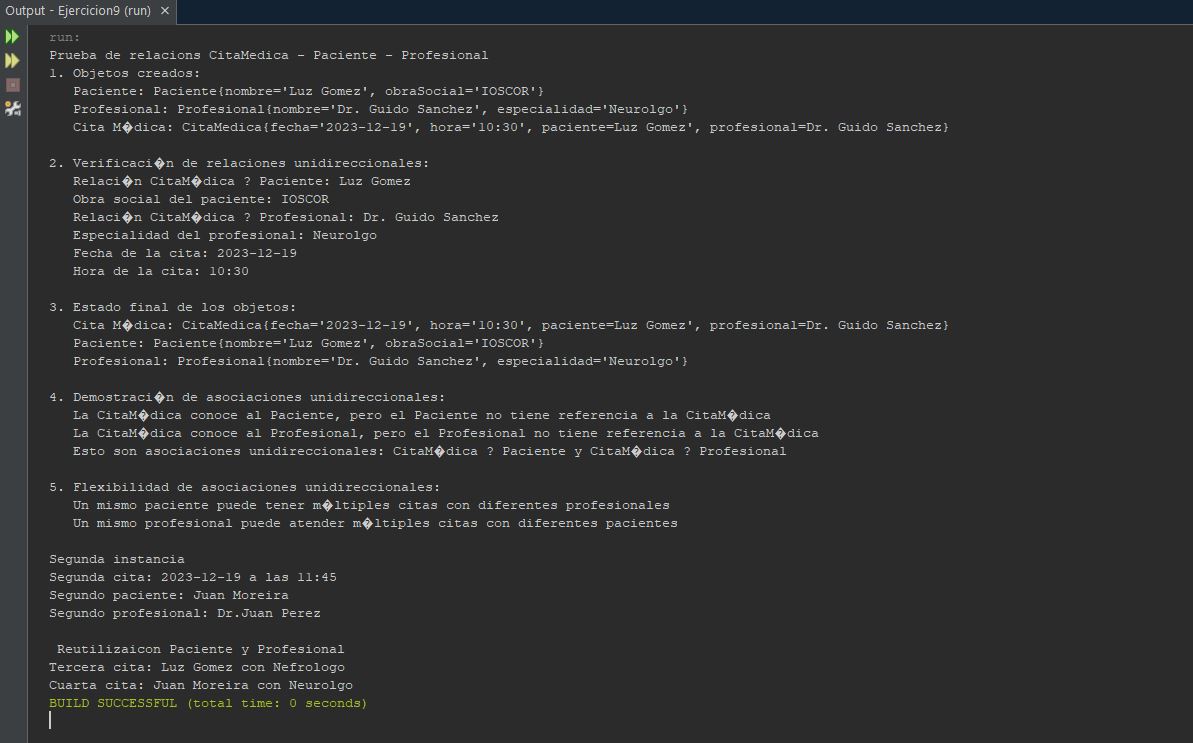 Output - Ejercicion9 (run) ×
run:
Prueba de relacions CitaMedica - Paciente - Profesional
1. Objetos creados:
Paciente: Paciente{nombre='Luz Gomez', obraSocial='IOSCOR'}
Profesional: Profesional{nombre='Dr. Guido Sanchez', especialidad='Neurolgo'}
Cita M�dica: CitaMedica{fecha='2023-12-19', hora='10:30', paciente=Luz Gomez', profesional=Dr. Guido Sanchez}
2. Verificaci�n de relaciones unidireccionales:
Relaci�n CitaM�dica ? Paciente: Luz Gomez
Obra social del paciente: IOSCOR
Relaci�n CitaM�dica ? Profesional: Dr. Guido Sanchez
Especialidad del profesional: Neurolgo
Fecha de la cita: 2023-12-19
Hora de la cita: 10:30
3. Estado final de los objetos:
Cita M�dica: CitaMedica{fecha='2023-12-19', hora='10:30', paciente=Luz Gomez', profesional=Dr. Guido Sanchez}
Paciente: Paciente{nombre='Luz Gomez', obraSocial='IOSCOR'}
Profesional: Profesional{nombre='Dr. Guido Sanchez', especialidad='Neurolgo'}
4. Demostraci�n de asociaciones unidireccionales:
La CitaM�dica conoce al Paciente, pero el Paciente no tiene referencia a la CitaM�dica
La CitaM�dica conoce al Profesional, pero el Profesional no tiene referencia a la CitaM�dica
Esto son asociaciones unidireccionales: CitaM�dica ? Paciente y CitaM�dica ? Profesional
5. Flexibilidad de asociaciones unidireccionales:
Un mismo paciente puede tener m�ltiples citas con diferentes profesionales
Un mismo profesional puede atender m�ltiples citas con diferentes pacientes
Segunda instancia
Segunda cita: 2023-12-19 a las 11:45
Segundo paciente: Juan Moreira
Segundo profesional: Dr.Juan Perez
Reutilizaicon Paciente y Profesional
Tercera cita: Luz Gomez con Nefrologo
Cuarta cita: Juan Moreira con Neurolgo
BUILD SUCCESSFUL (total time: 0 seconds)